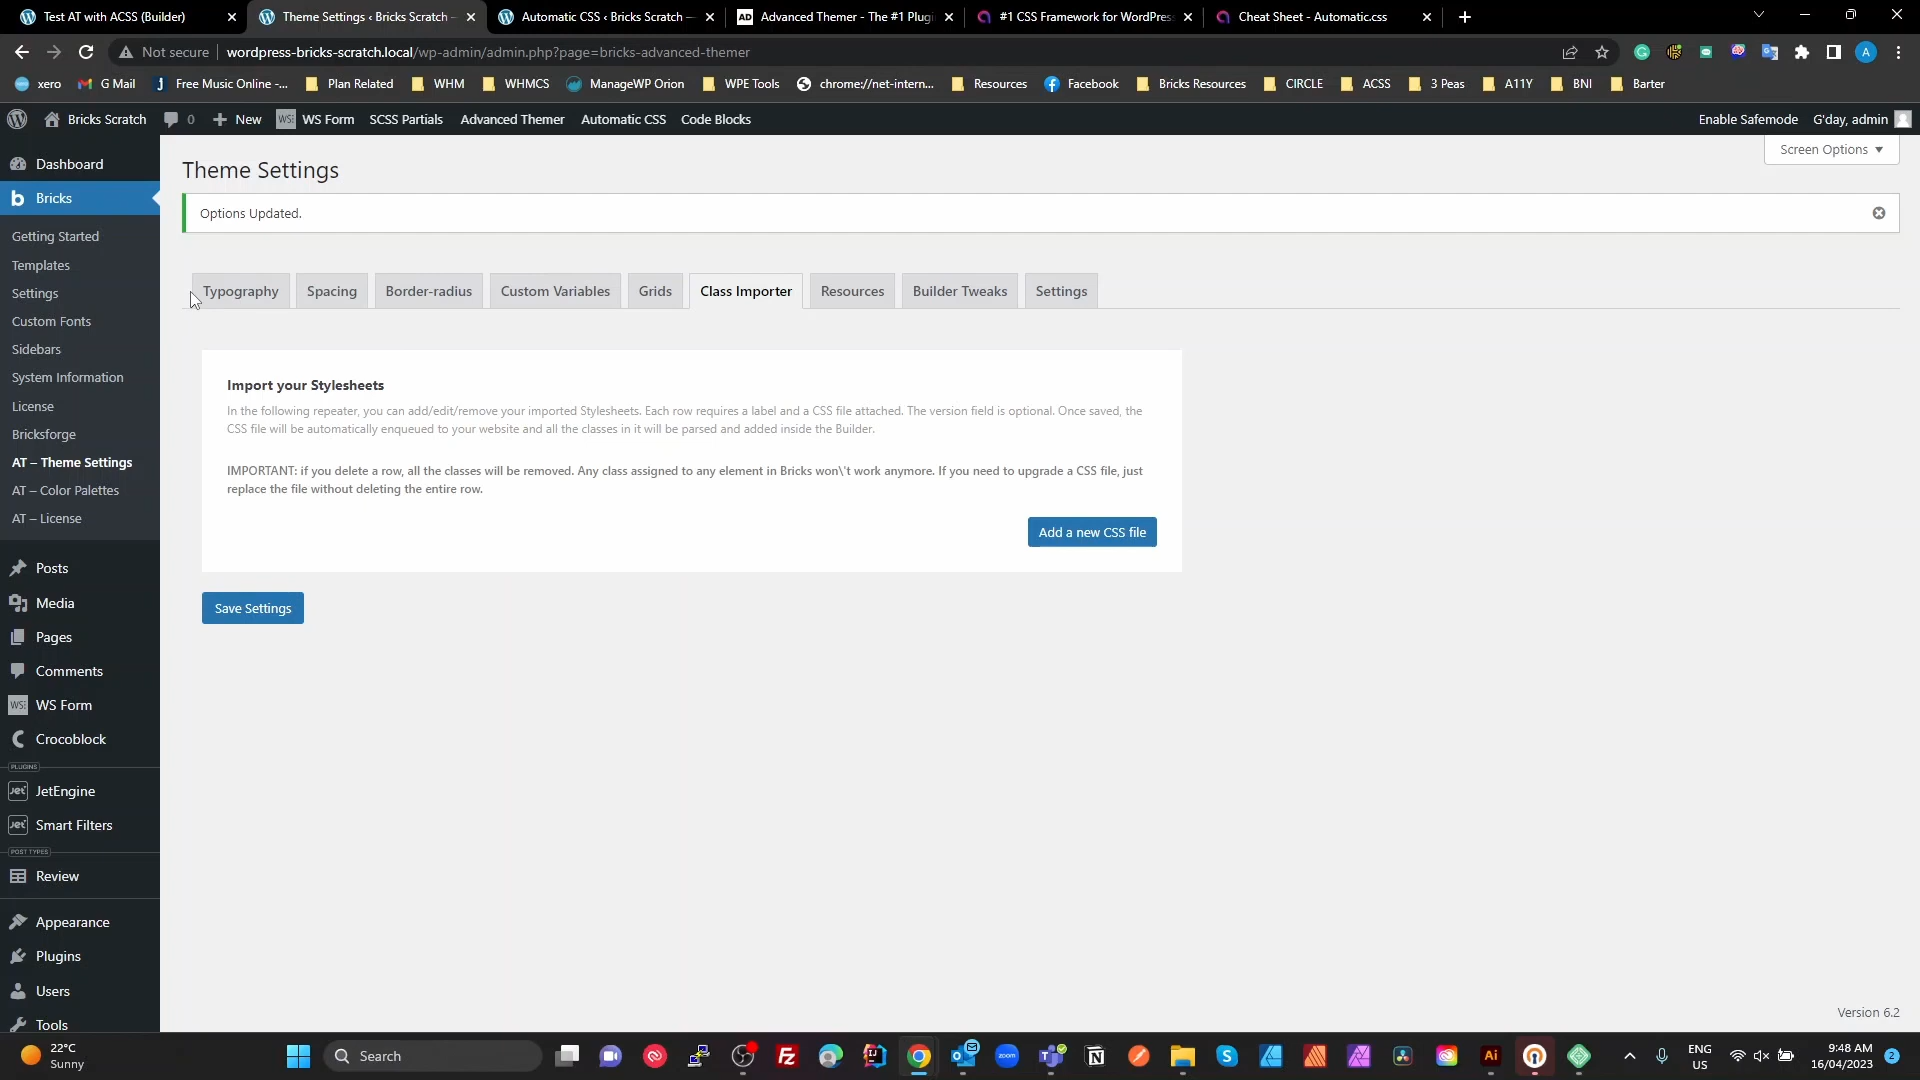 Test AT with ACSS (Builder)
Theme Settings ‹ Bricks Scratch —
Automatic CSS ‹ Bricks Scratch —
Advanced Themer - The #1 Plugi
#1 CSS Framework for WordPres
Cheat Sheet - Automatic.css
Not secure
wordpress-bricks-scratch.local/wp-admin/admin.php?page=bricks-advanced-themer
xero
G Mail
Free Music Online -...
Plan Related
WHM
WHMCS
ManageWP Orion
WPE Tools
chrome://net-intern...
Resources
Facebook
Bricks Resources
CIRCLE
ACSS
3 Peas
A11Y
BNI
Barter
Bricks Scratch
0
New
WS Form
SCSS Partials
Advanced Themer
Automatic CSS
Code Blocks
Enable Safemode
G'day, admin
Screen Options
Dashboard
Bricks
Getting Started
Templates
Settings
Custom Fonts
Sidebars
System Information
License
Bricksforge
AT – Theme Settings
AT – Color Palettes
AT – License
Posts
Media
Pages
Comments
WS Form
Crocoblock
PLUGINS
JetEngine
Smart Filters
POST TYPES
Review
Appearance
Plugins
Users
Tools
Theme Settings
Options Updated.
Typography
Spacing
Border-radius
Custom Variables
Grids
Class Importer
Resources
Builder Tweaks
Settings
Import your Stylesheets
In the following repeater, you can add/edit/remove your imported Stylesheets. Each row requires a label and a CSS file attached. The version field is optional. Once saved, the
CSS file will be automatically enqueued to your website and all the classes in it will be parsed and added inside the Builder.
IMPORTANT: if you delete a row, all the classes will be removed. Any class assigned to any element in Bricks won\'t work anymore. If you need to upgrade a CSS file, just
replace the file without deleting the entire row.
Add a new CSS file
Save Settings
Version 6.2
22°C
Sunny
Search
ENG
US
9:48 AM
16/04/2023
2